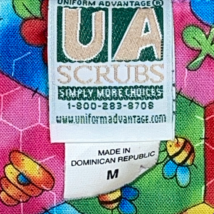 UNIFORM ADVANTAGE®
UA
SCRUBS
SIMPLY MORE CHOICES
1-800-283-8708
www.uniformadvantage.com
MADE IN
DOMINICAN REPUBLIC
M